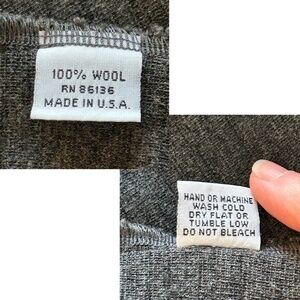 100% WOOL
RN 86136
MADE IN U.S.A.
HAND OR MACHINE
WASH COLD
DRY FLAT OR
TUMBLE LOW
DO NOT BLEACH